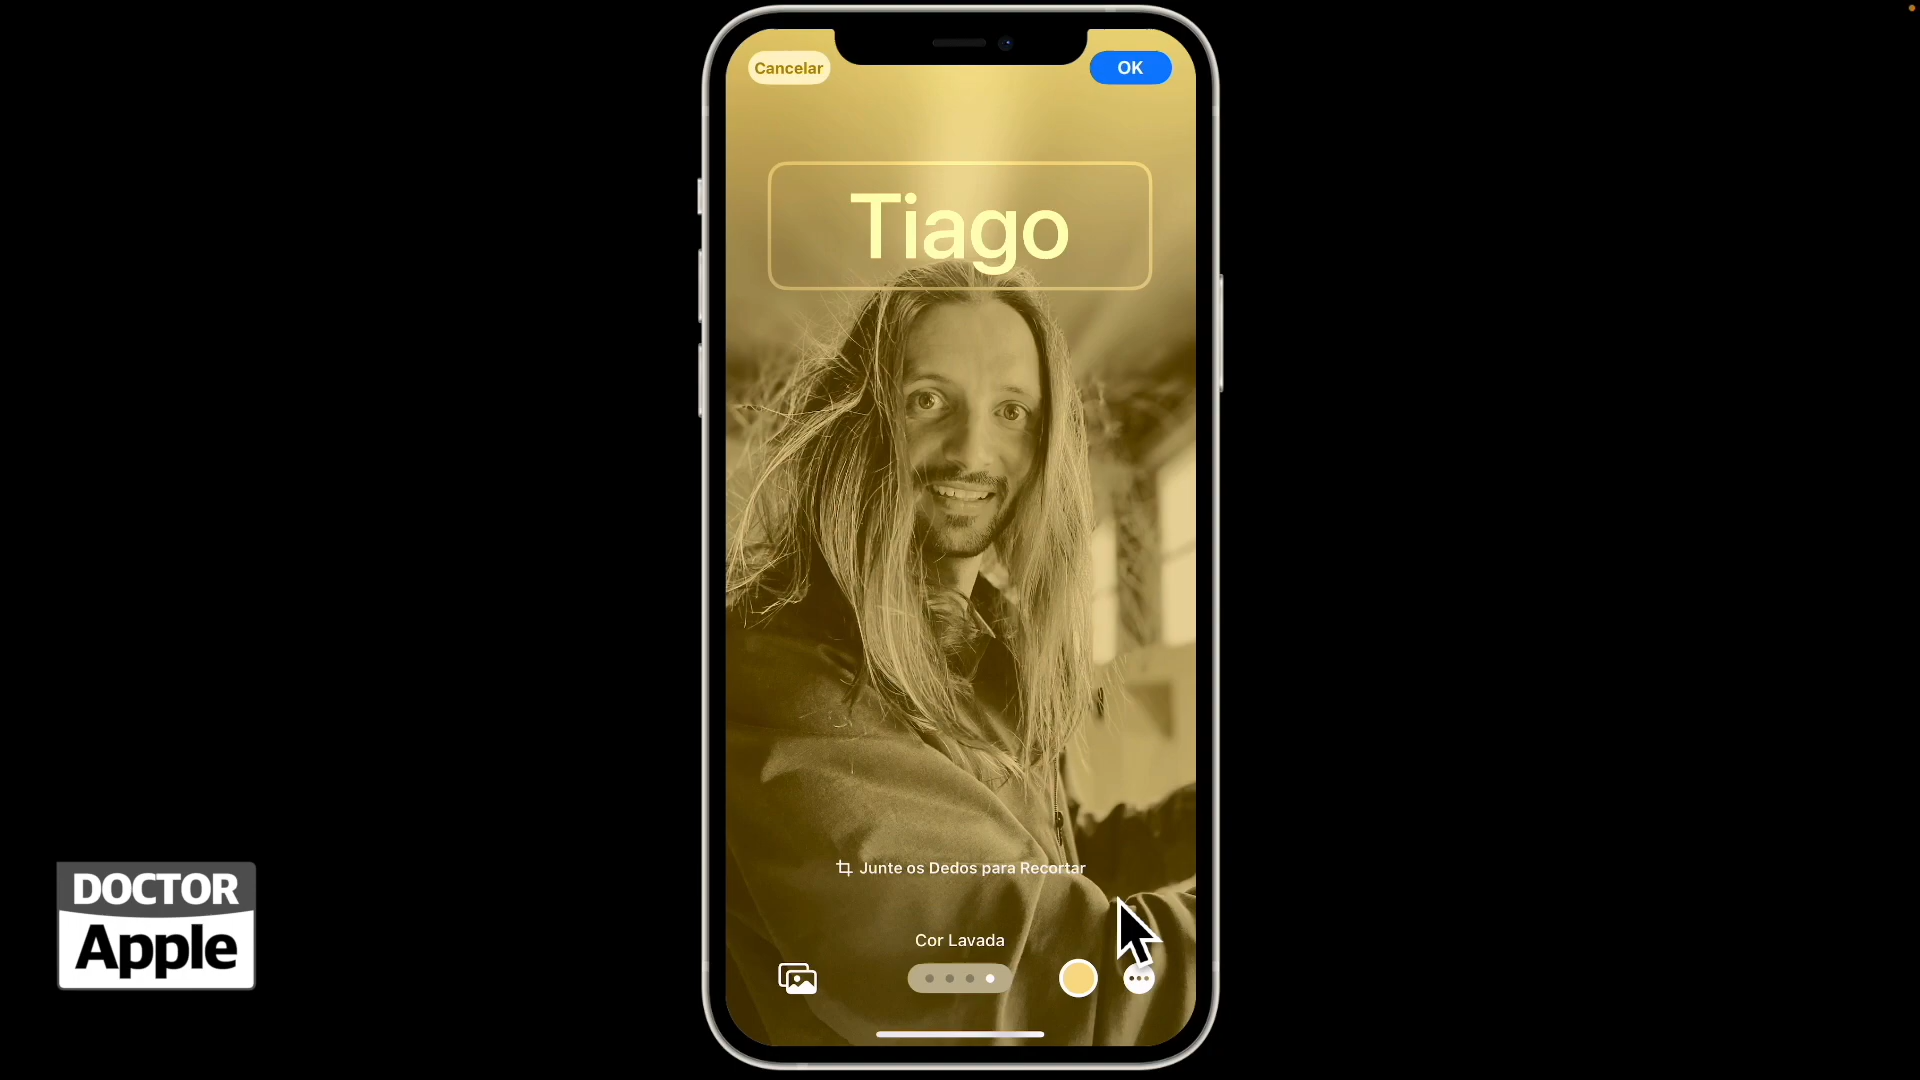 Cancelar
OK
Tiago
Junte os Dedos para Recortar
Cor Lavada
DOCTOR
Apple